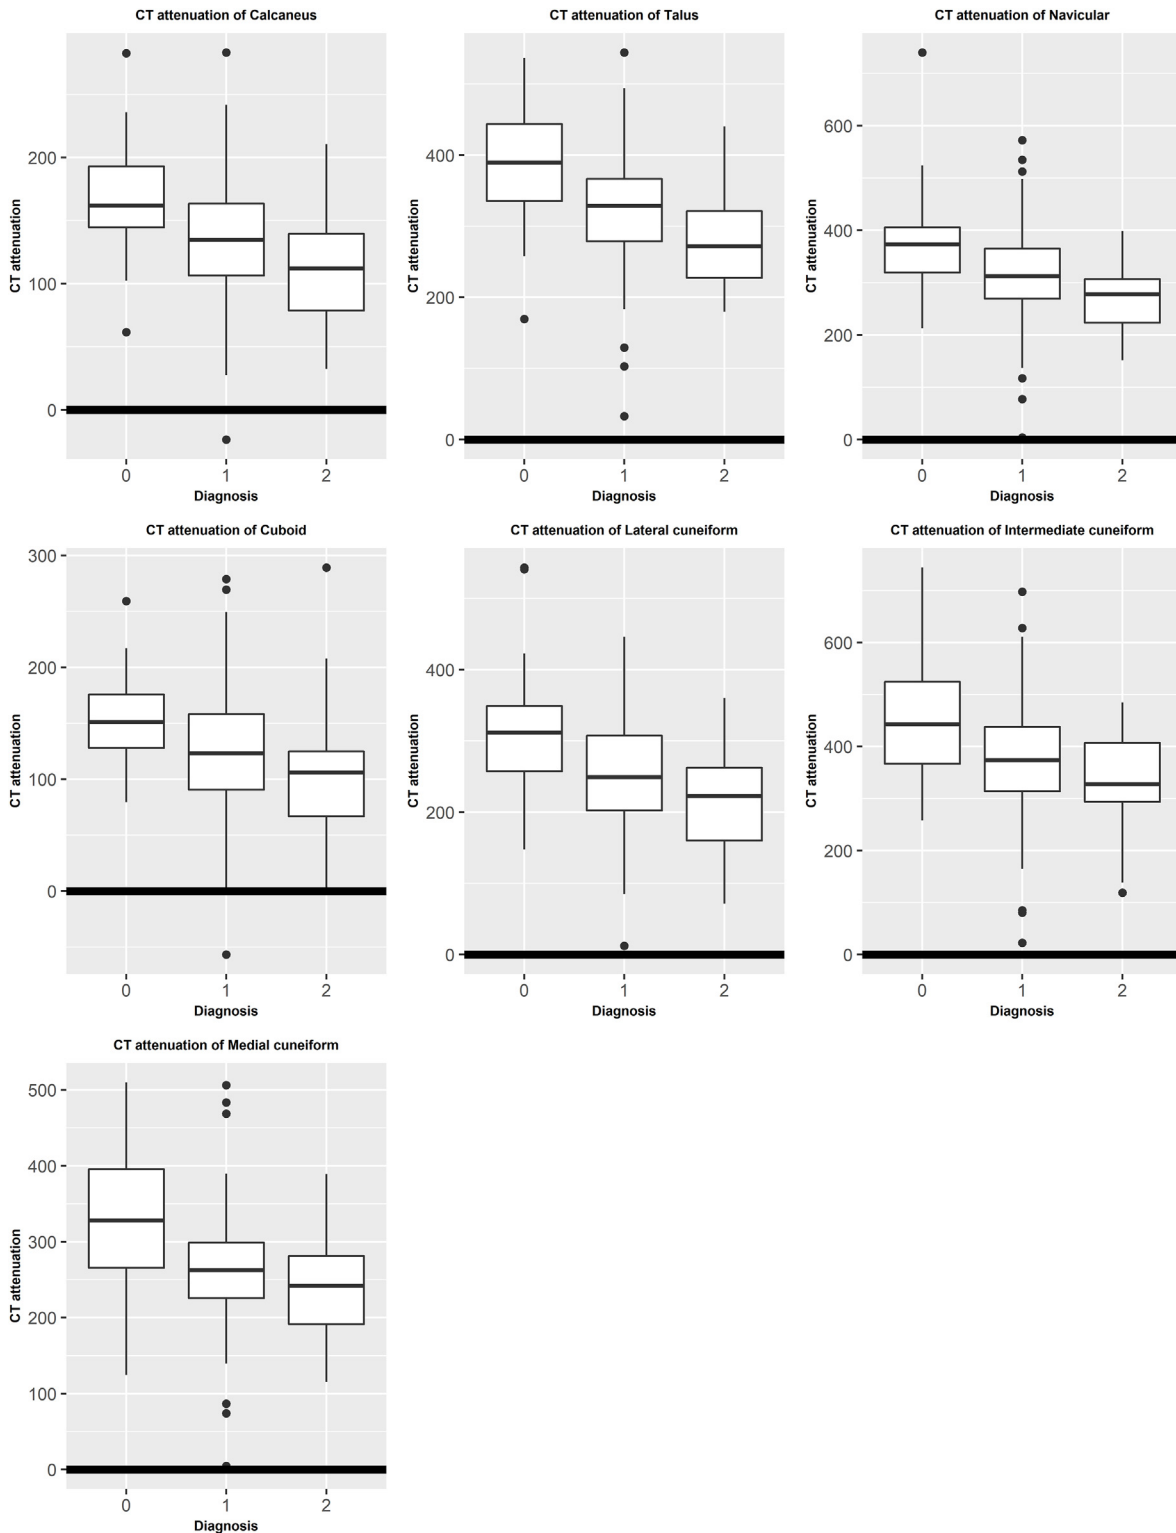 CT attenuation of Calcaneus
CT attenuation
200
100
0
0 1 2
Diagnosis
CT attenuation of Talus
CT attenuation
400
200
0
0 1 2
Diagnosis
CT attenuation of Navicular
CT attenuation
600
400
200
0
0 1 2
Diagnosis
CT attenuation of Cuboid
CT attenuation
300
200
100
0
0 1 2
Diagnosis
CT attenuation of Lateral cuneiform
CT attenuation
400
200
0
0 1 2
Diagnosis
CT attenuation of Intermediate cuneiform
CT attenuation
600
400
200
0
0 1 2
Diagnosis
CT attenuation of Medial cuneiform
CT attenuation
500
400
300
200
100
0
0 1 2
Diagnosis